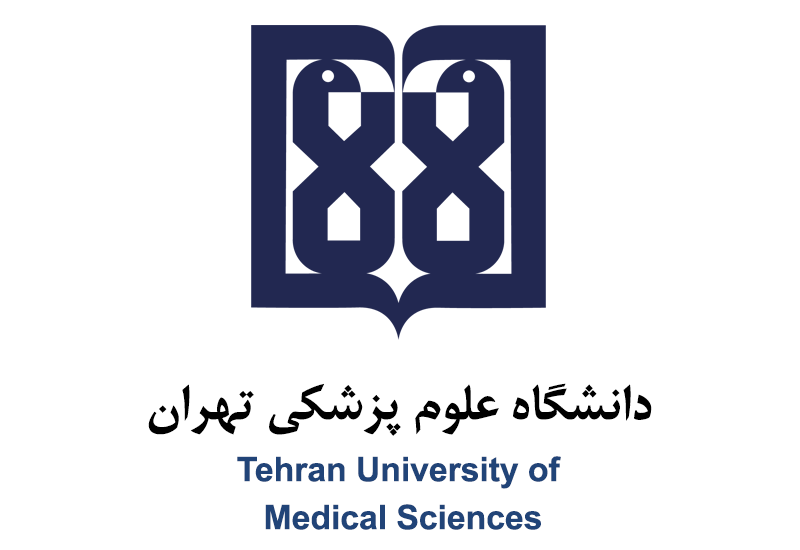 دانشگاه علوم پزشکی تهران
Tehran University of
Medical Sciences